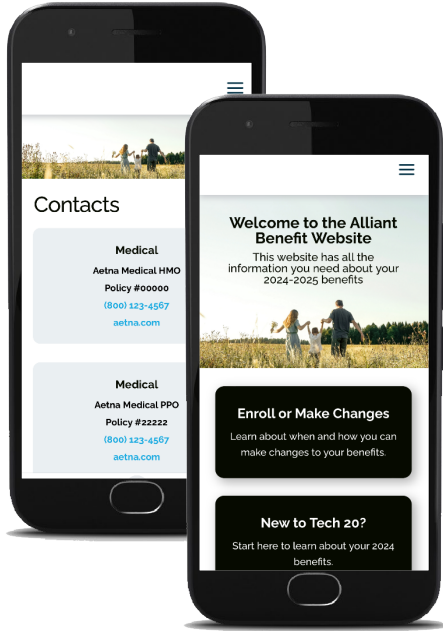 Contacts
Medical
Aetna Medical HMO
Policy #00000
(800) 123-4567
aetna.com
Medical
Aetna Medical PPO
Policy #22222
(800) 123-4567
aetna.com
Welcome to the Alliant
Benefit Website
This website has all the
information you need about your
2024-2025 benefits
Enroll or Make Changes
Learn about when and how you can
make changes to your benefits.
New to Tech 20?
Start here to learn about your 2024
benefits.